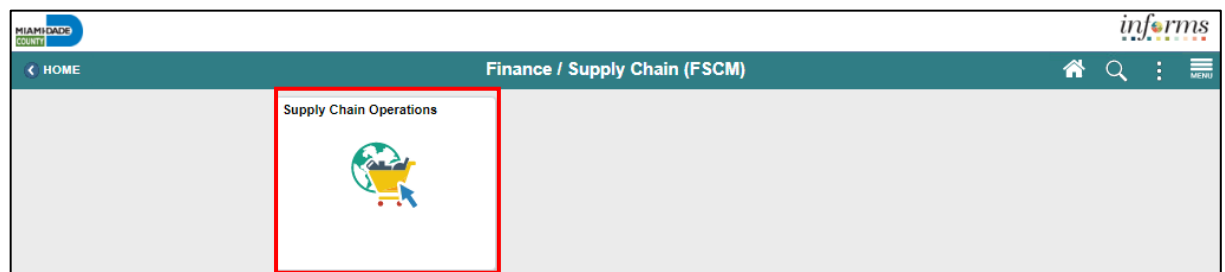 MIAMI-DADE
COUNTY
informs
HOME
Finance / Supply Chain (FSCM)
MENU
Supply Chain Operations